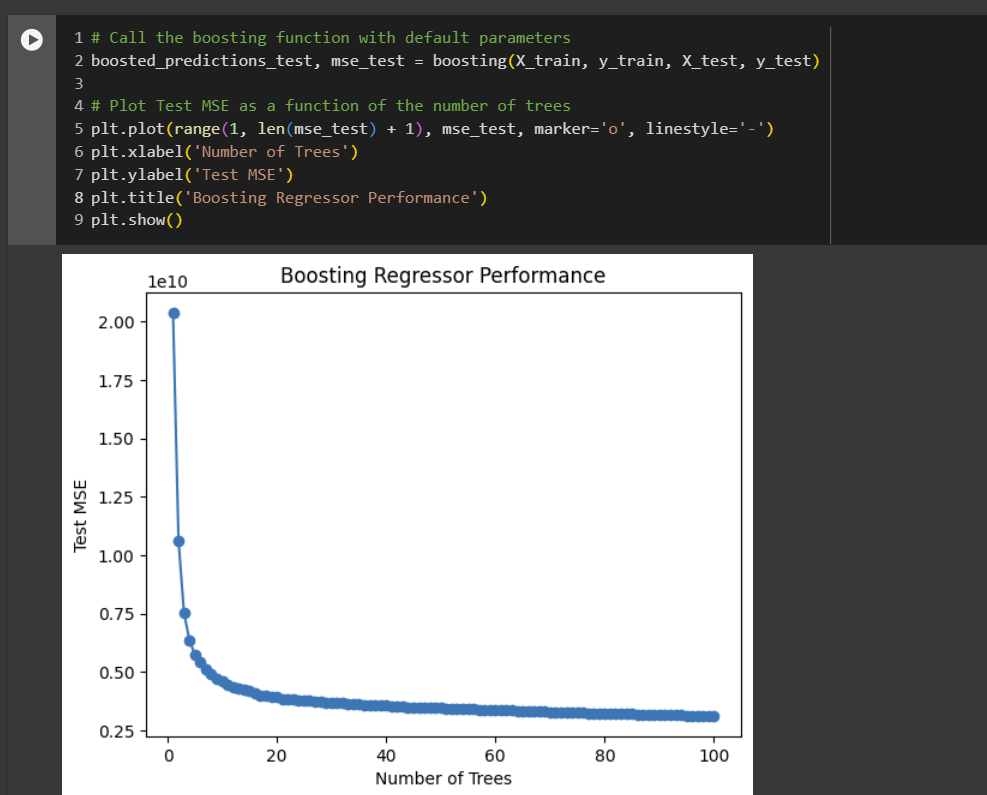 1 # Call the boosting function with default parameters
2 boosted_predictions_test, mse_test = boosting(X_train, y_train, X_test, y_test)
3
4 # Plot Test MSE as a function of the number of trees
5 plt.plot(range(1, len(mse_test) + 1), mse_test, marker='o', linestyle='-')
6 plt.xlabel('Number of Trees')
7 plt.ylabel('Test MSE')
8 plt.title('Boosting Regressor Performance')
9 plt.show()
Boosting Regressor Performance
1e10
2.00
1.75
1.50
1.25
1.00
0.75
0.50
0.25
Test MSE
0 20 40 60 80 100
Number of Trees